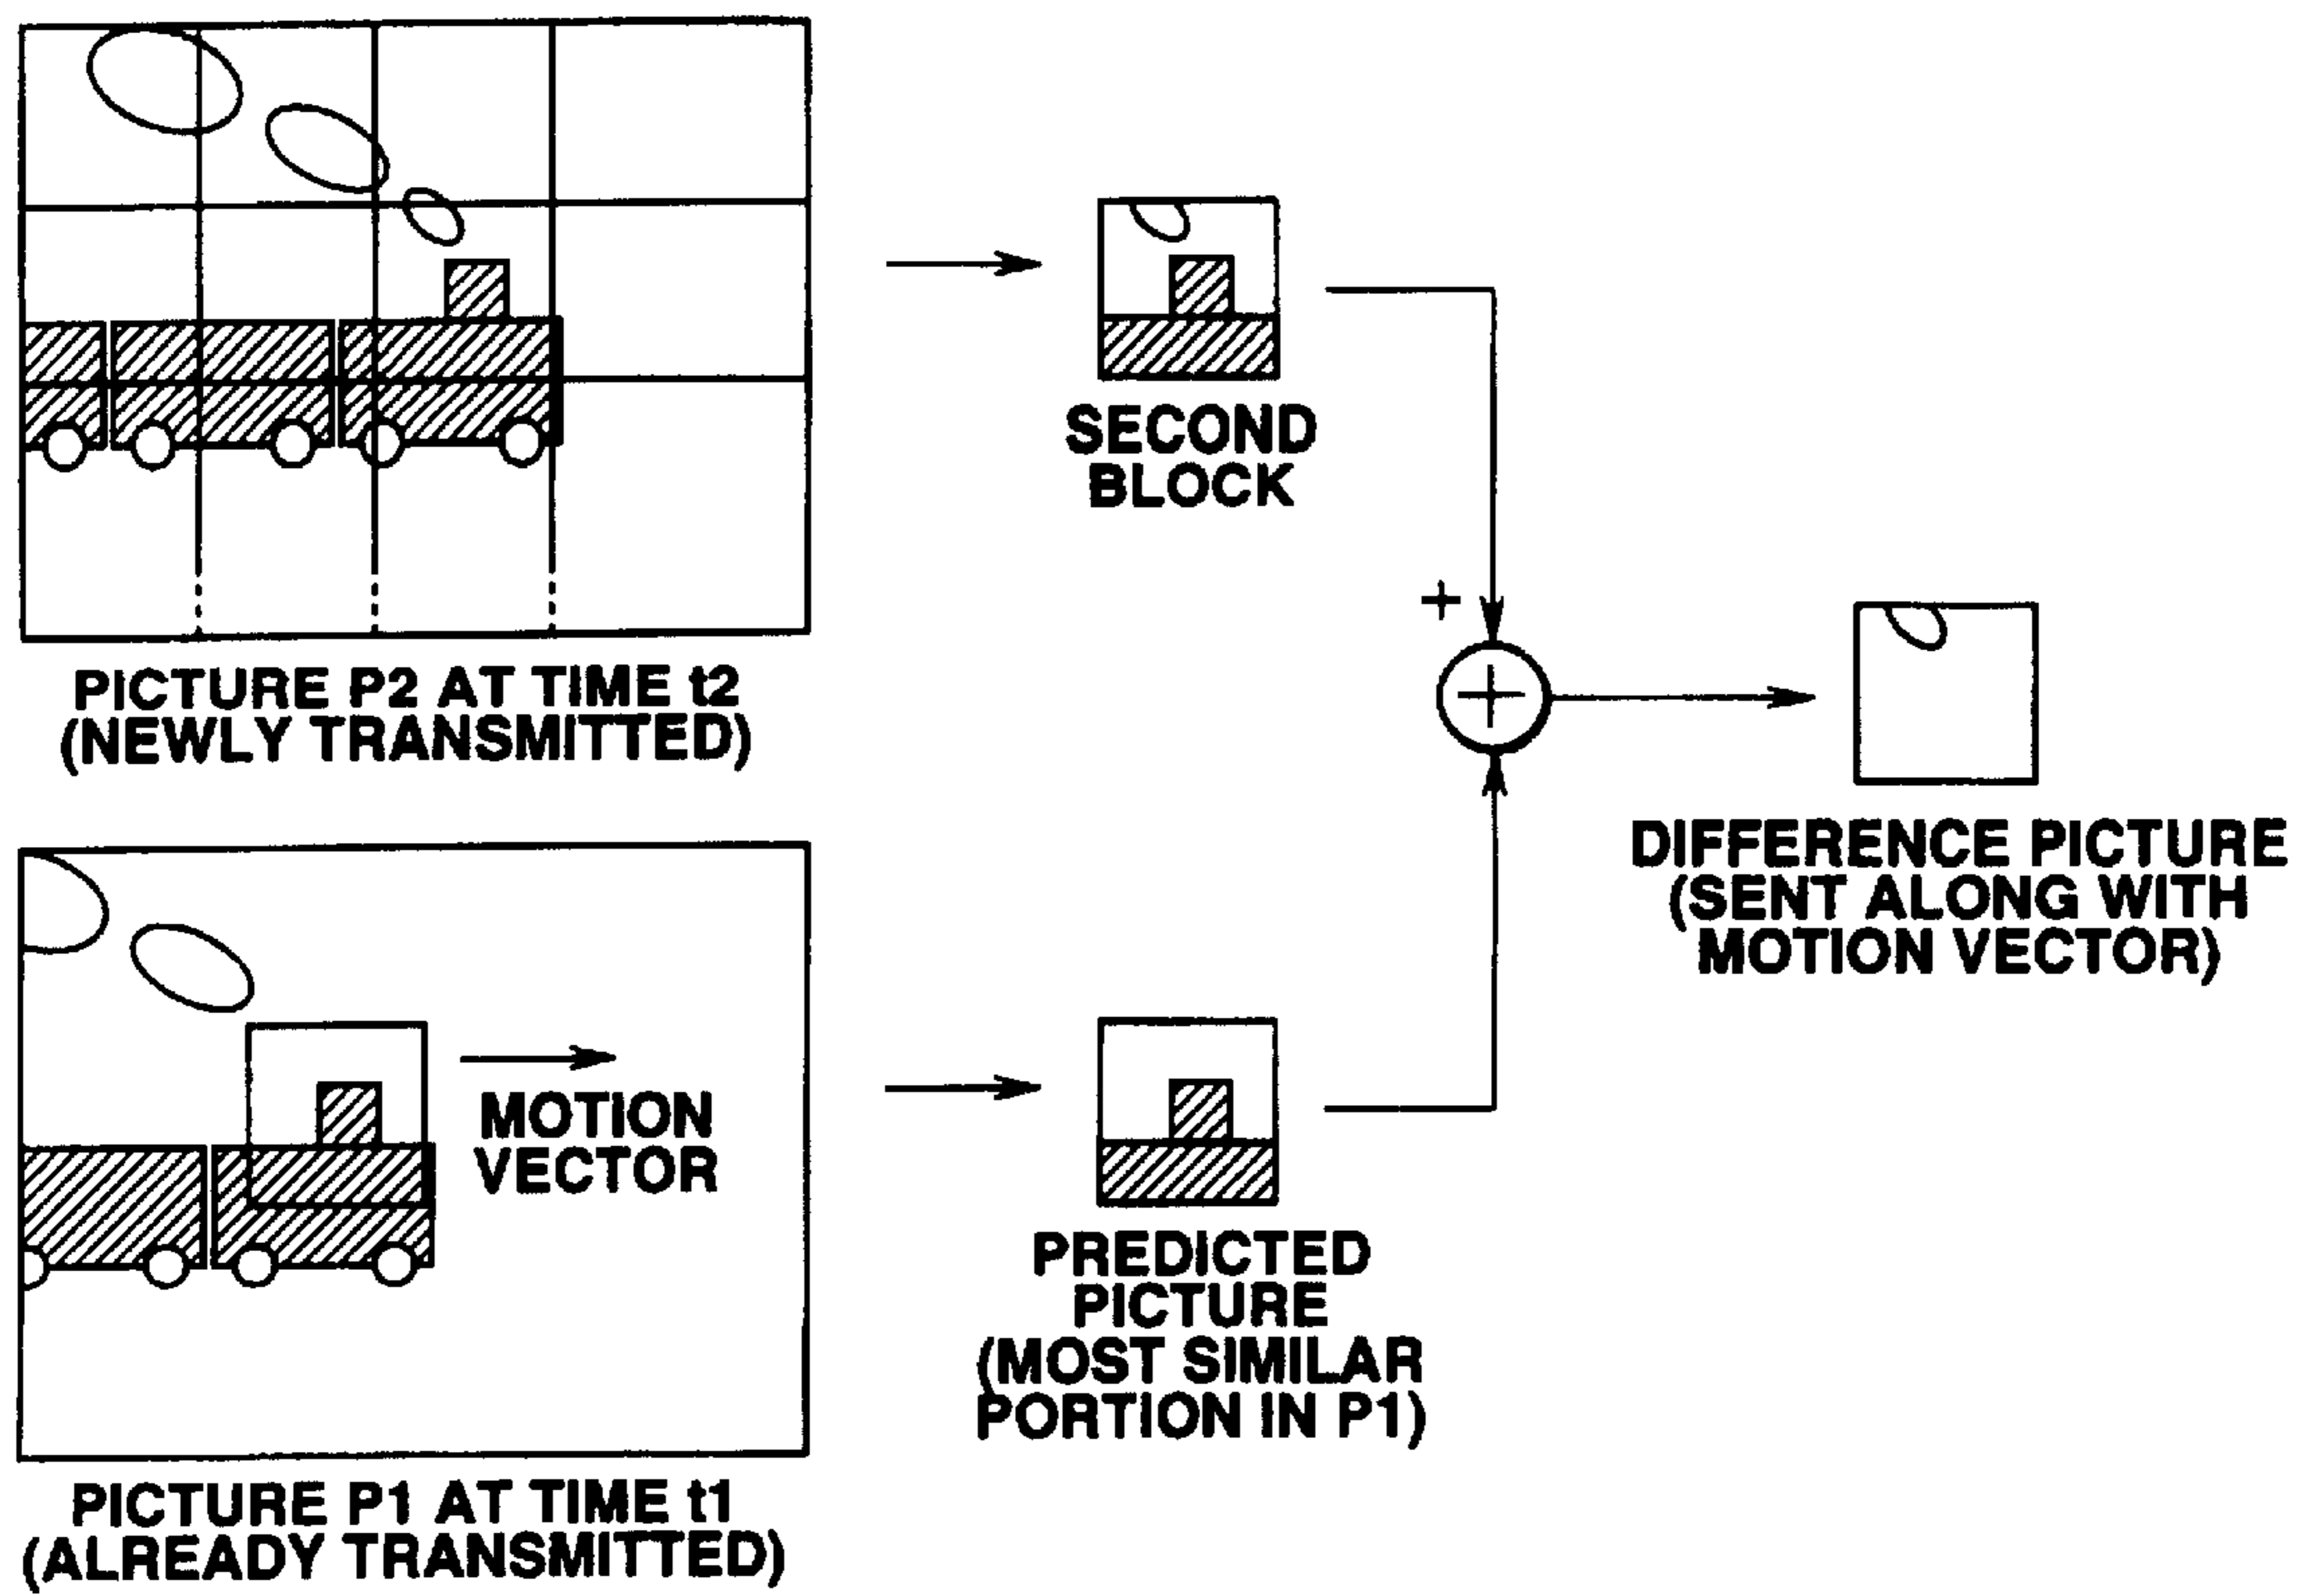 SECOND
BLOCK
+
PICTURE P2 AT TIME t2
(NEWLY TRANSMITTED)
DIFFERENCE PICTURE
(SENT ALONG WITH
MOTION VECTOR)
MOTION
VECTOR
PREDICTED
PICTURE
(MOST SIMILAR
PORTION IN P1)
PICTURE P1 AT TIME t1
(ALREADY TRANSMITTED)